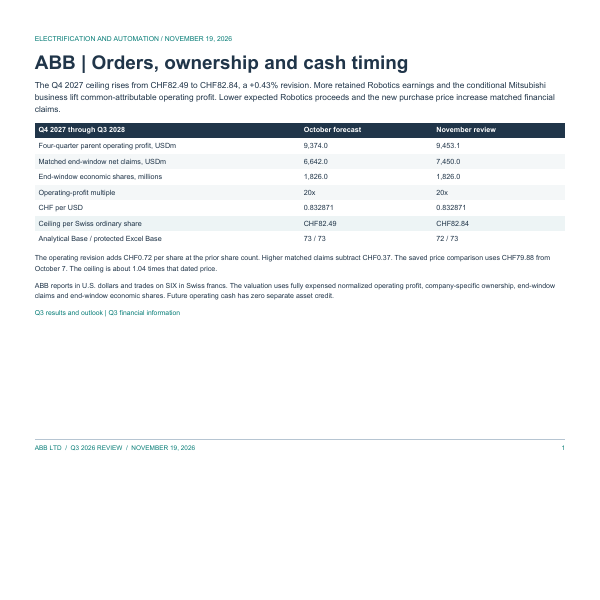 ELECTRIFICATION AND AUTOMATION / NOVEMBER 19, 2026
ABB | Orders, ownership and cash timing
The Q4 2027 ceiling rises from CHF82.49 to CHF82.84, a +0.43% revision. More retained Robotics earnings and the conditional Mitsubishi
business lift common-attributable operating profit. Lower expected Robotics proceeds and the new purchase price increase matched financial
claims.
Q4 2027 through Q3 2028 October forecast November review
Four-quarter parent operating profit, USDm 9,374.0 9,453.1
Matched end-window net claims, USDm 6,642.0 7,450.0
End-window economic shares, millions 1,826.0 1,826.0
Operating-profit multiple 20x 20x
CHF per USD 0.832871 0.832871
Ceiling per Swiss ordinary share CHF82.49 CHF82.84
Analytical Base / protected Excel Base 73 / 73 72 / 73
The operating revision adds CHF0.72 per share at the prior share count. Higher matched claims subtract CHF0.37. The saved price comparison uses CHF79.88 from
October 7. The ceiling is about 1.04 times that dated price.
ABB reports in U.S. dollars and trades on SIX in Swiss francs. The valuation uses fully expensed normalized operating profit, company-specific ownership, end-window
claims and end-window economic shares. Future operating cash has zero separate asset credit.
Q3 results and outlook | Q3 financial information
ABB LTD / Q3 2026 REVIEW / NOVEMBER 19, 2026 1